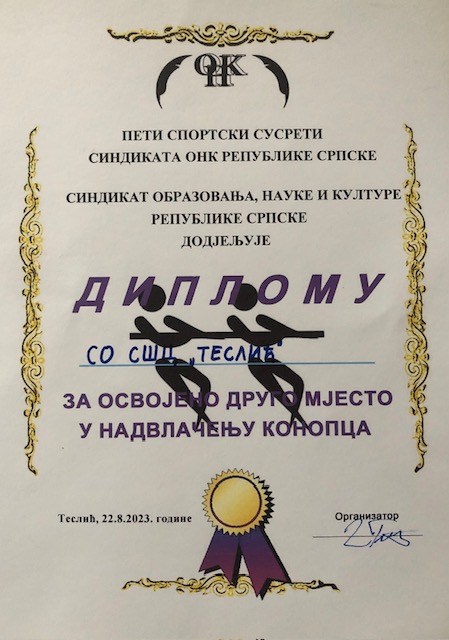 ОНК
ПЕТИ СПОРТСКИ СУСРЕТИ
СИНДИКАТА ОНК РЕПУБЛИКЕ СРПСКЕ
СИНДИКАТ ОБРАЗОВАЊА, НАУКЕ И КУЛТУРЕ
РЕПУБЛИКЕ СРПСКЕ
ДОДЈЕЉУЈЕ
ДИПЛОМУ
СО СШЦ „ТЕСЛИЋ“
ЗА ОСВОЈЕНО ДРУГО МЈЕСТО
У НАДВЛАЧЕЊУ КОНОПЦА
Теслић, 22.8.2023. године
Организатор